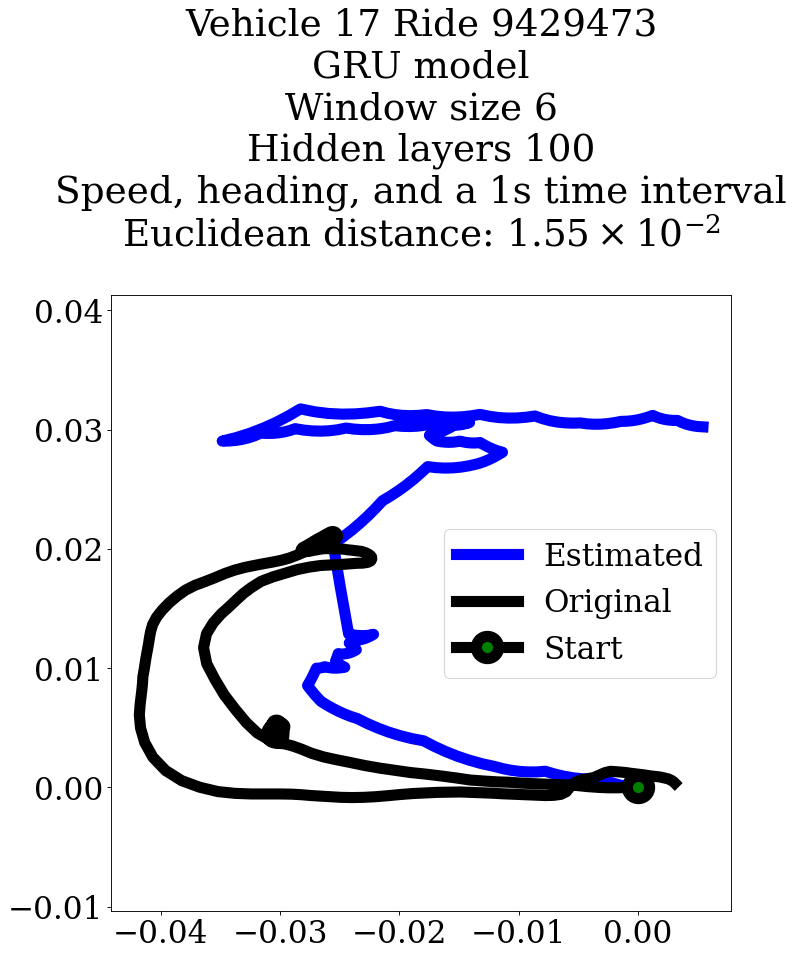 Vehicle 17 Ride 9429473
GRU model
Window size 6
Hidden layers 100
Speed, heading, and a 1s time interval
Euclidean distance: 1.55 × 10⁻²
0.04
0.03
0.02
0.01
0.00
−0.01
Estimated
Original
Start
−0.04 −0.03 −0.02 −0.01 0.00